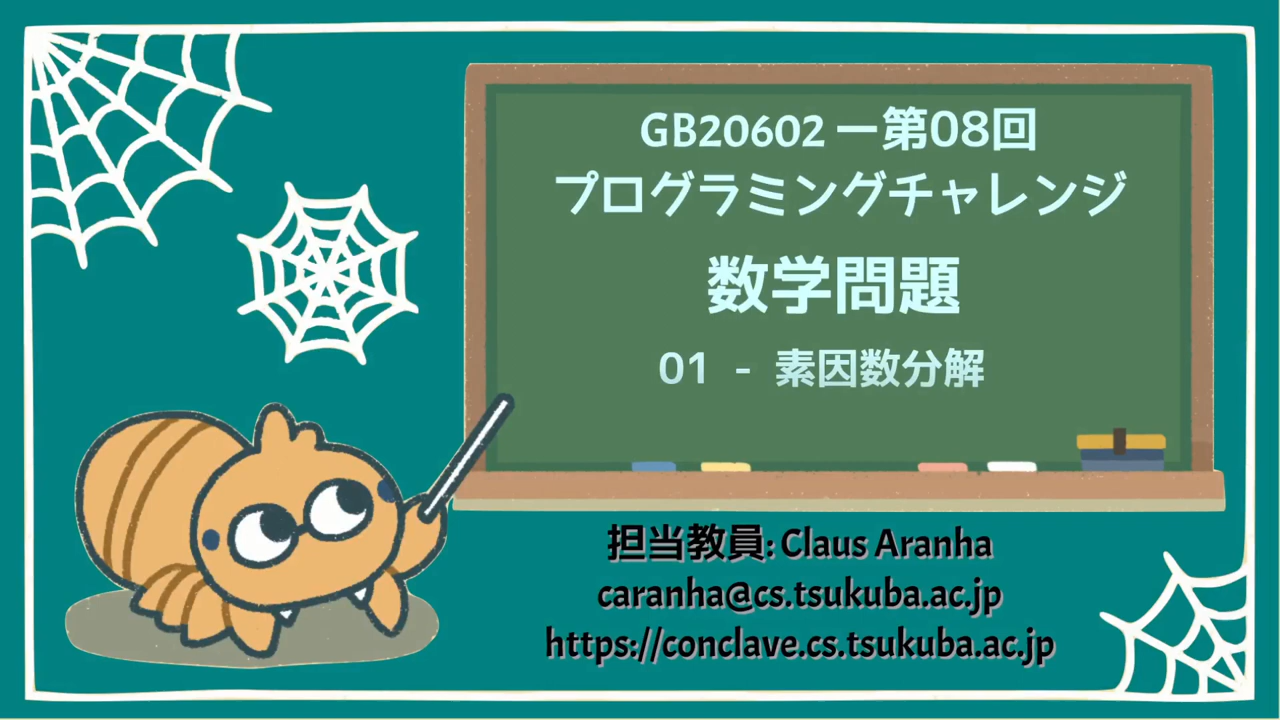 GB20602 ー第08回
プログラミングチャレンジ
数学問題
01 - 素因数分解
担当教員: Claus Aranha
caranha@cs.tsukuba.ac.jp
https://conclave.cs.tsukuba.ac.jp